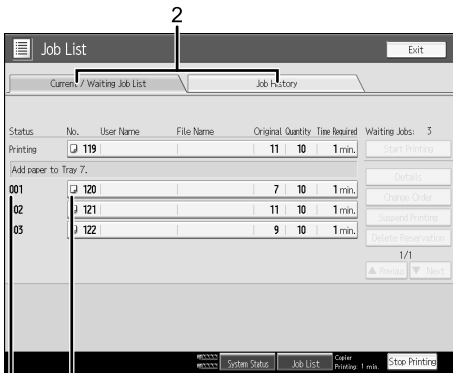 2
Job List
Exit
Current / Waiting Job List
Job History
Status No. User Name File Name Original Quantity Time Required Waiting Jobs: 3
Printing 119 11 10 1 min. Start Printing
Add paper to Tray 7.
Details
001 120 7 10 1 min.
Change Order
02 121 11 10 1 min.
Suspend Printing
03 122 9 10 1 min.
Delete Reservation
1/1
▲ Previous ▼ Next
System Status Job List Copier Stop Printing
Printing: 1 min.